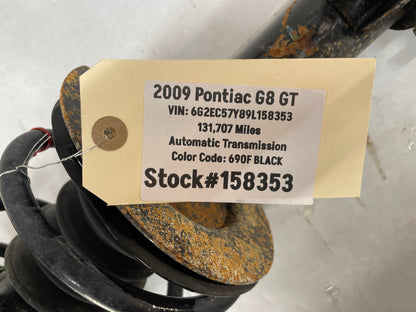 2009 Pontiac G8 GT
VIN: 6G2EC57Y89L158353
131,707 Miles
Automatic Transmission
Color Code: 690F BLACK
Stock#158353